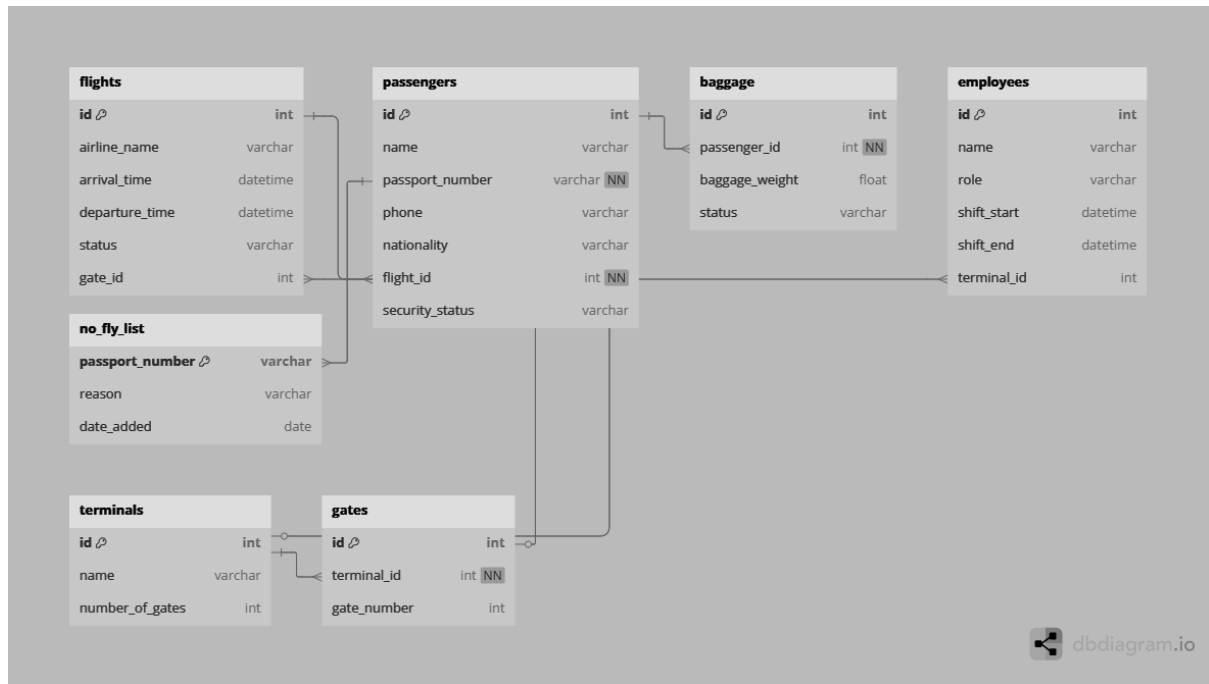 flights
id int
airline_name varchar
arrival_time datetime
departure_time datetime
status varchar
gate_id int
passengers
id int
name varchar
passport_number varchar NN
phone varchar
nationality varchar
flight_id int NN
security_status varchar
baggage
id int
passenger_id int NN
baggage_weight float
status varchar
employees
id int
name varchar
role varchar
shift_start datetime
shift_end datetime
terminal_id int
no_fly_list
passport_number varchar
reason varchar
date_added date
terminals
id int
name varchar
number_of_gates int
gates
id int
terminal_id int NN
gate_number int
dbdiagram.io